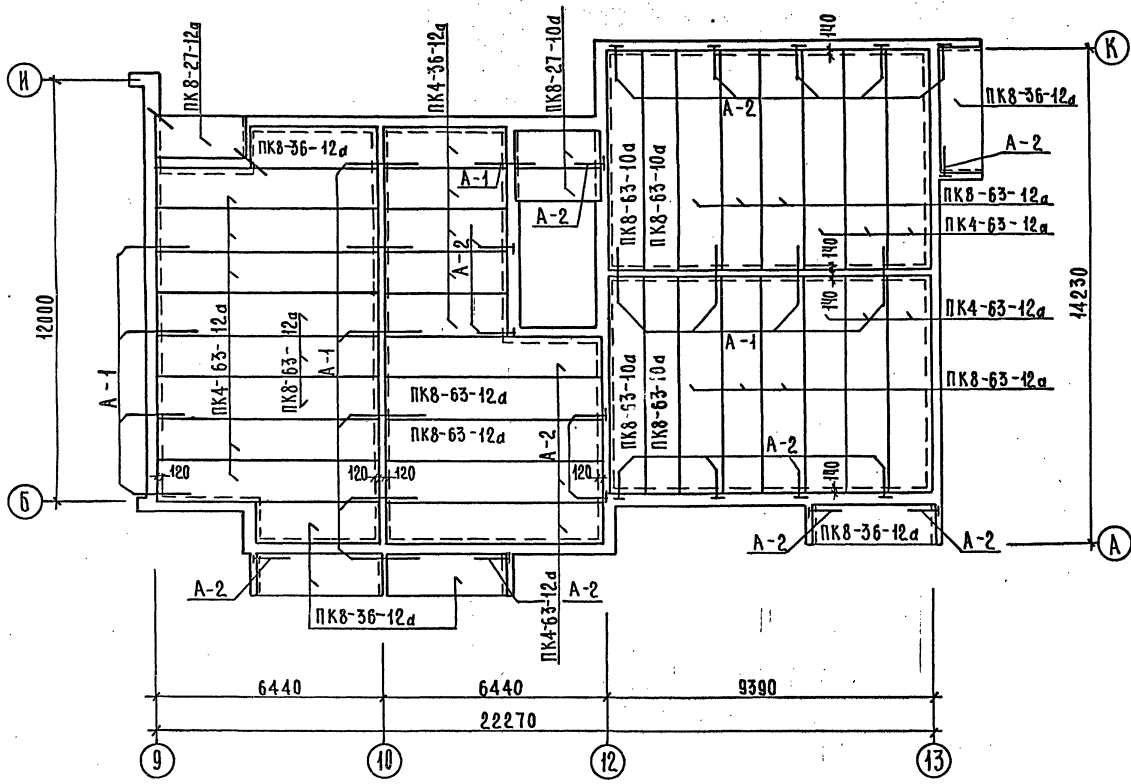 ПК8-27-12а
ПК4-36-12а
ПК8-27-10а
140
И
К
ПК8-36-12а
А-2
ПК8-36-12а
А-1
А-2
А-2
ПК8-63-10а
ПК8-63-10а
ПК8-63-12а
ПК4-63-12а
А-2
12000
14230
140
140
ПК4-63-12а
ПК4-63-12а
ПК8-63-12а
А-1
А-1
А-1
ПК8-63-12а
ПК8-63-12а
ПК8-63-12а
А-2
ПК8-63-10а
ПК8-63-10а
А-2
140
120
120
120
120
Б
А
А-2
ПК8-36-12а
А-2
А-2
А-2
ПК8-36-12а
ПК4-63-12а
6440
6440
9390
22270
9
10
12
13